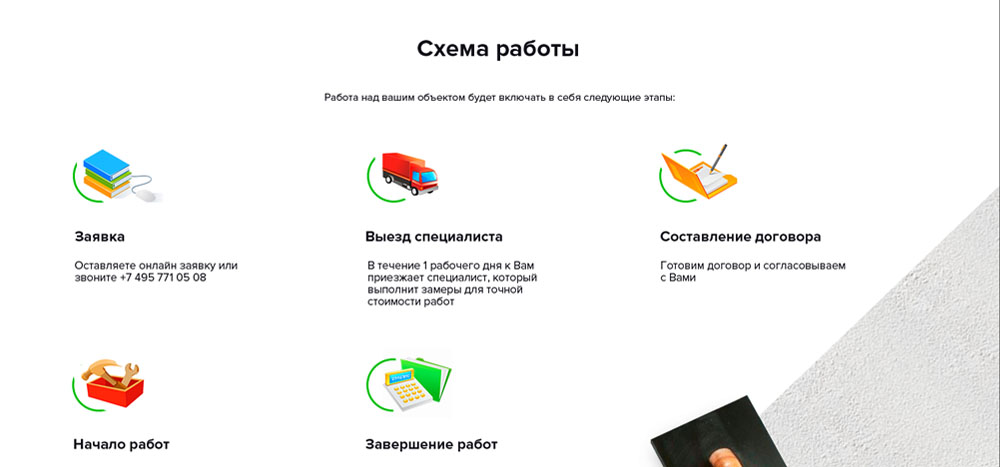 Схема работы
Работа над вашим объектом будет включать в себя следующие этапы:
Заявка
Оставляете онлайн заявку или
звоните +7 495 771 05 08
Выезд специалиста
В течение 1 рабочего дня к Вам
приезжает специалист, который
выполнит замеры для точной
стоимости работ
Составление договора
Готовим договор и согласовываем
с Вами
Начало работ
Завершение работ